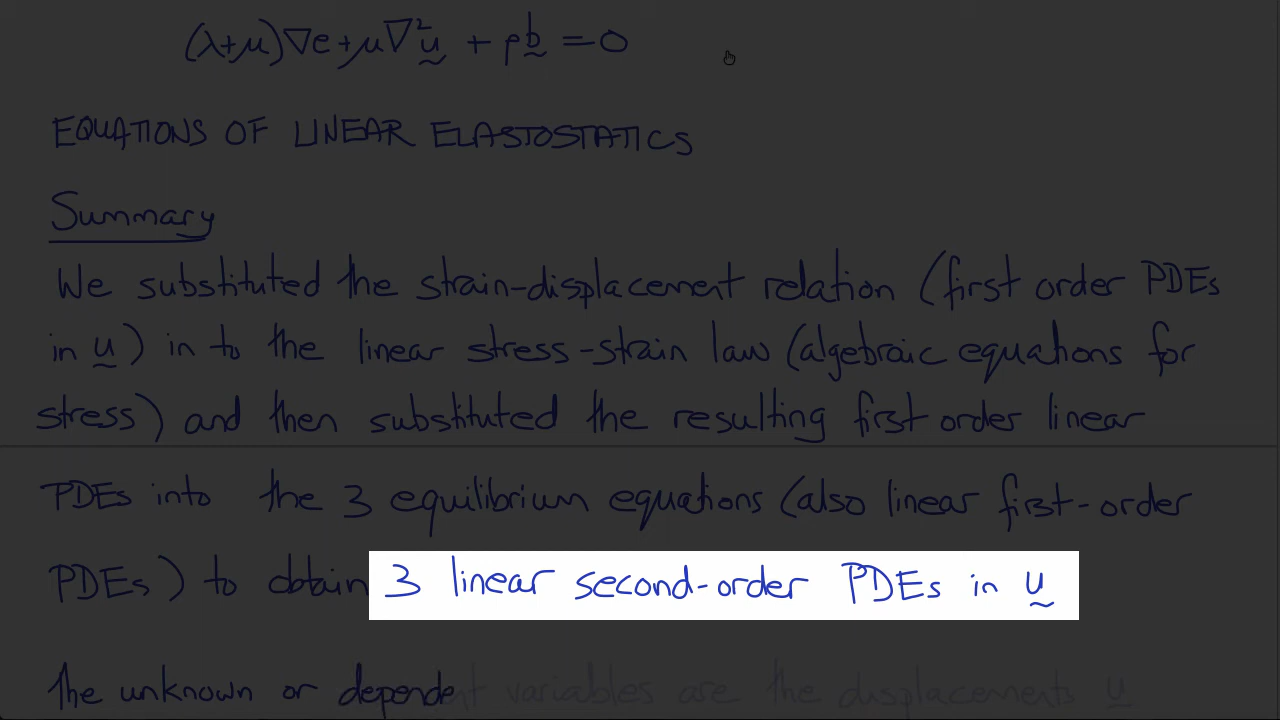 (λ+μ)∇e+μ∇²ṵ + ρb̰ = 0
EQUATIONS OF LINEAR ELASTOSTATICS
Summary
We substituted the strain-displacement relation (first order PDEs
in ṵ) in to the linear stress-strain law (algebraic equations for
stress) and then substituted the resulting first order linear
PDEs into the 3 equilibrium equations (also linear first-order
PDEs) to obtain 3 linear second-order PDEs in ṵ
the unknown or dependent variables are the displacements ṵ